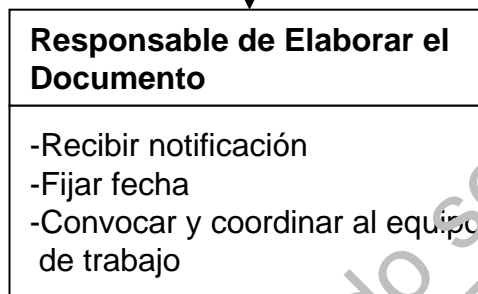 Responsable de Elaborar el
Documento
-Recibir notificación
-Fijar fecha
-Convocar y coordinar al equipo
de trabajo